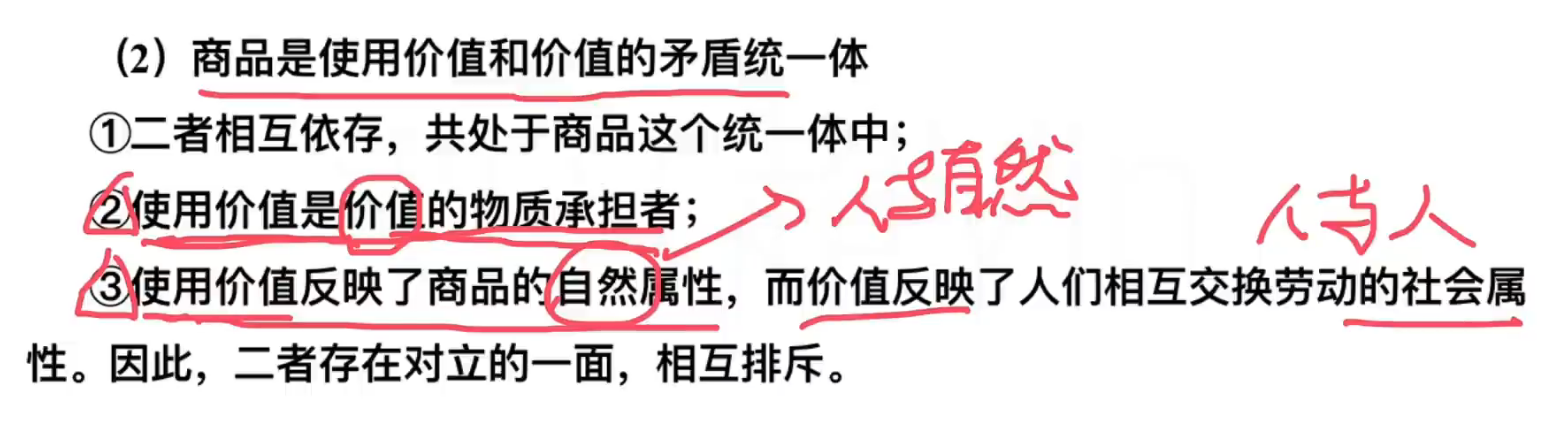 (2) 商品是使用价值和价值的矛盾统一体
①二者相互依存，共处于商品这个统一体中；
②使用价值是价值的物质承担者；
人与自然
人与人
③使用价值反映了商品的自然属性，而价值反映了人们相互交换劳动的社会属
性。因此，二者存在对立的一面，相互排斥。